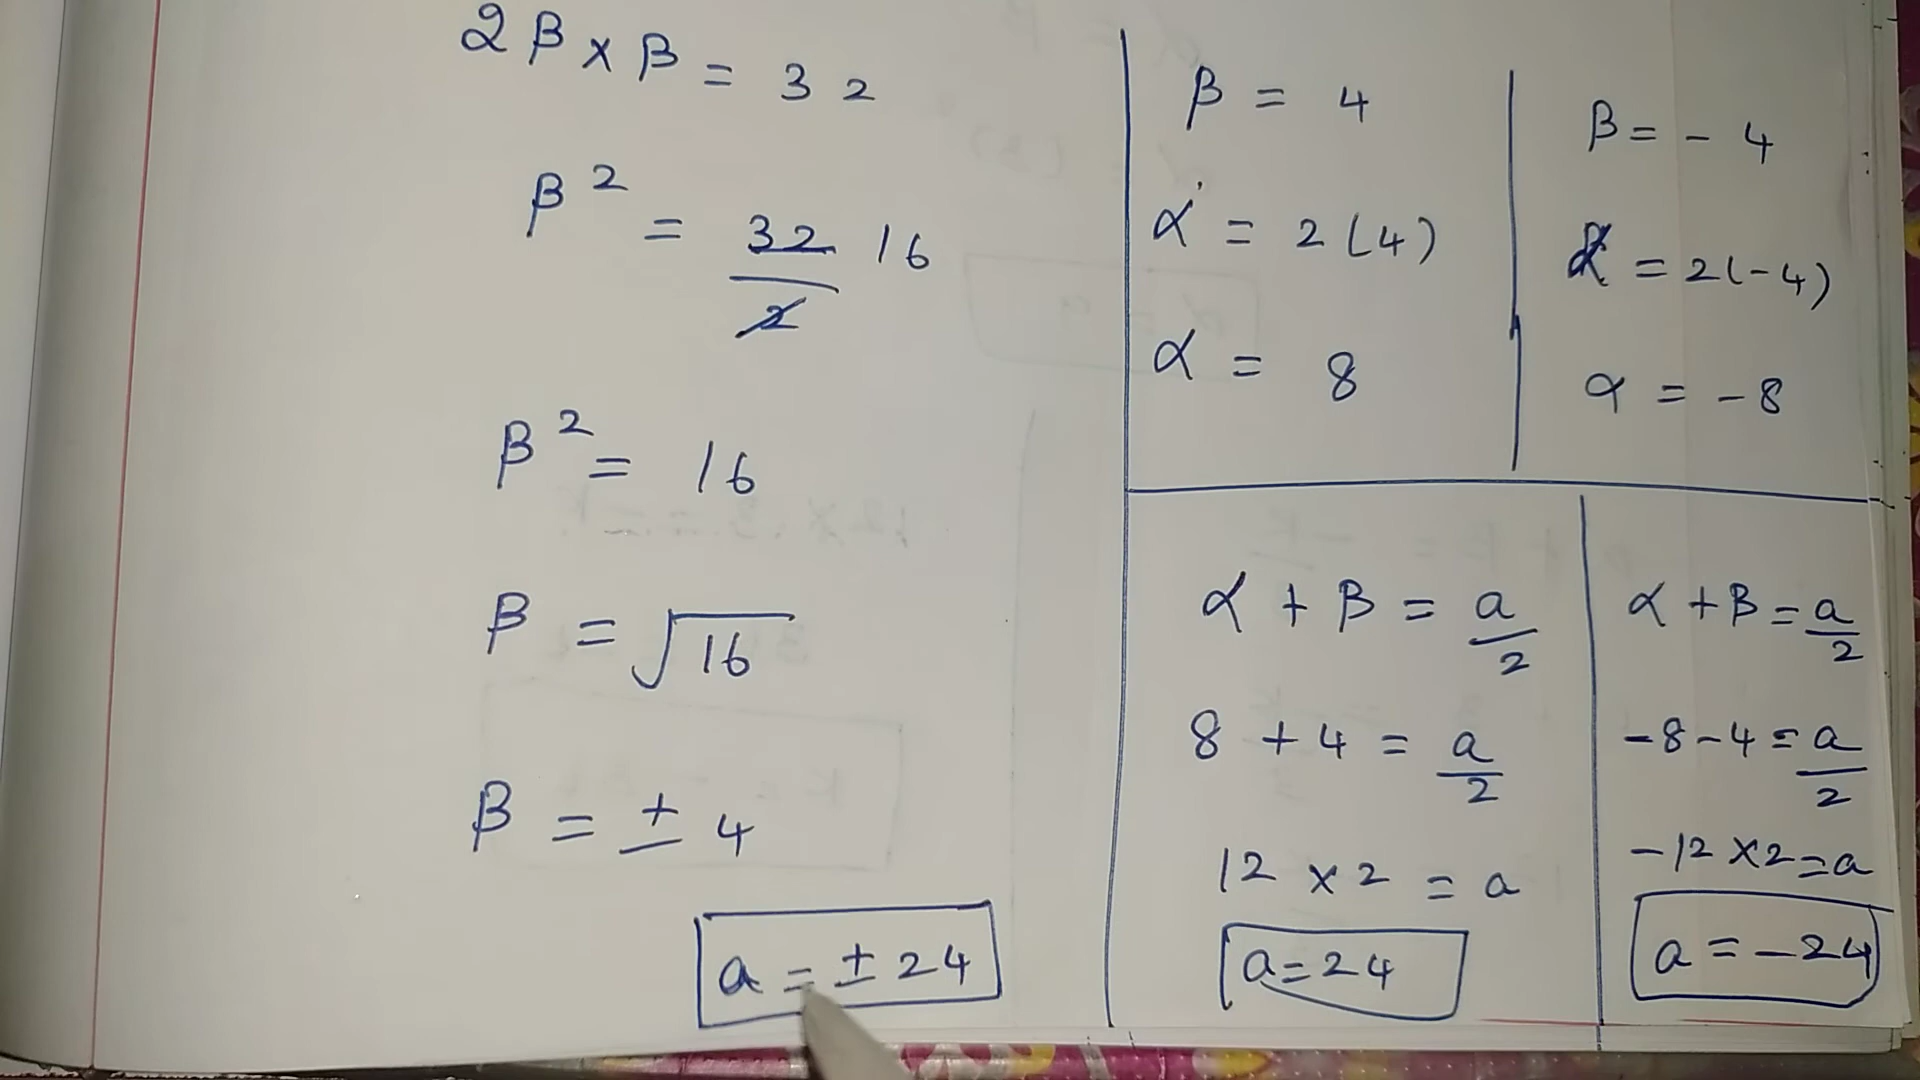 2β × β = 32
β² = 32/2 16
β² = 16
β = √16
β = ± 4
a = ± 24
β = 4
α = 2(4)
α = 8
β = - 4
α = 2(-4)
α = -8
α + β = a/2
8 + 4 = a/2
12 × 2 = a
a = 24
α + β = a/2
-8-4 = a/2
-12 × 2 = a
a = -24